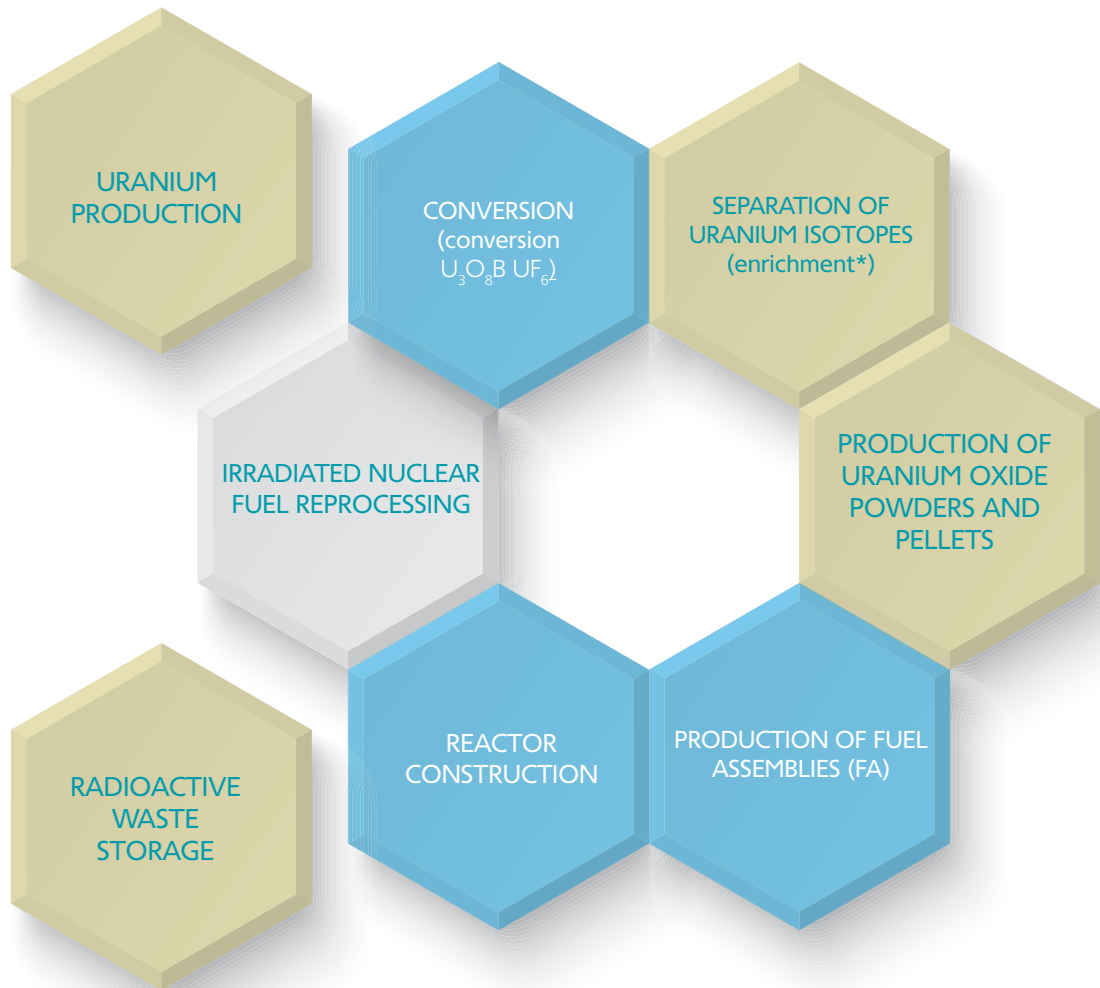 URANIUM
PRODUCTION
CONVERSION
(conversion
U₃O₈B UF₆)
SEPARATION OF
URANIUM ISOTOPES
(enrichment*)
IRRADIATED NUCLEAR
FUEL REPROCESSING
PRODUCTION OF
URANIUM OXIDE
POWDERS AND
PELLETS
REACTOR
CONSTRUCTION
PRODUCTION OF FUEL
ASSEMBLIES (FA)
RADIOACTIVE
WASTE
STORAGE